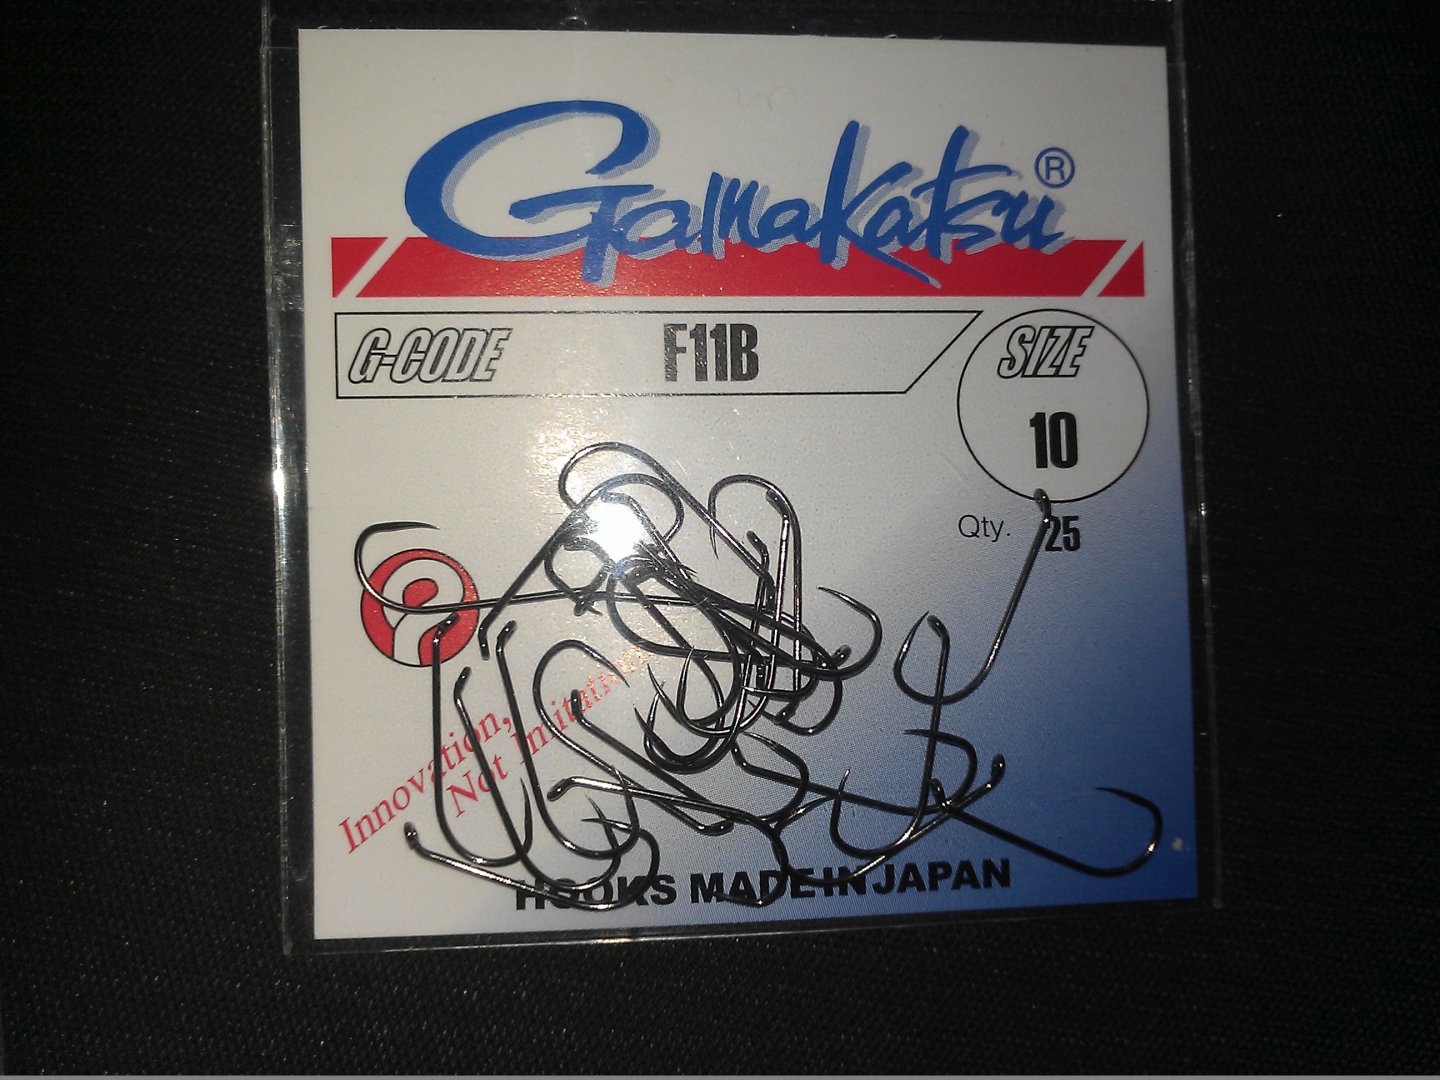 Gamakatsu®
G-CODE F11B
SIZE
10
Qty. 25
Innovation,
Not Imitation
HOOKS MADE IN JAPAN